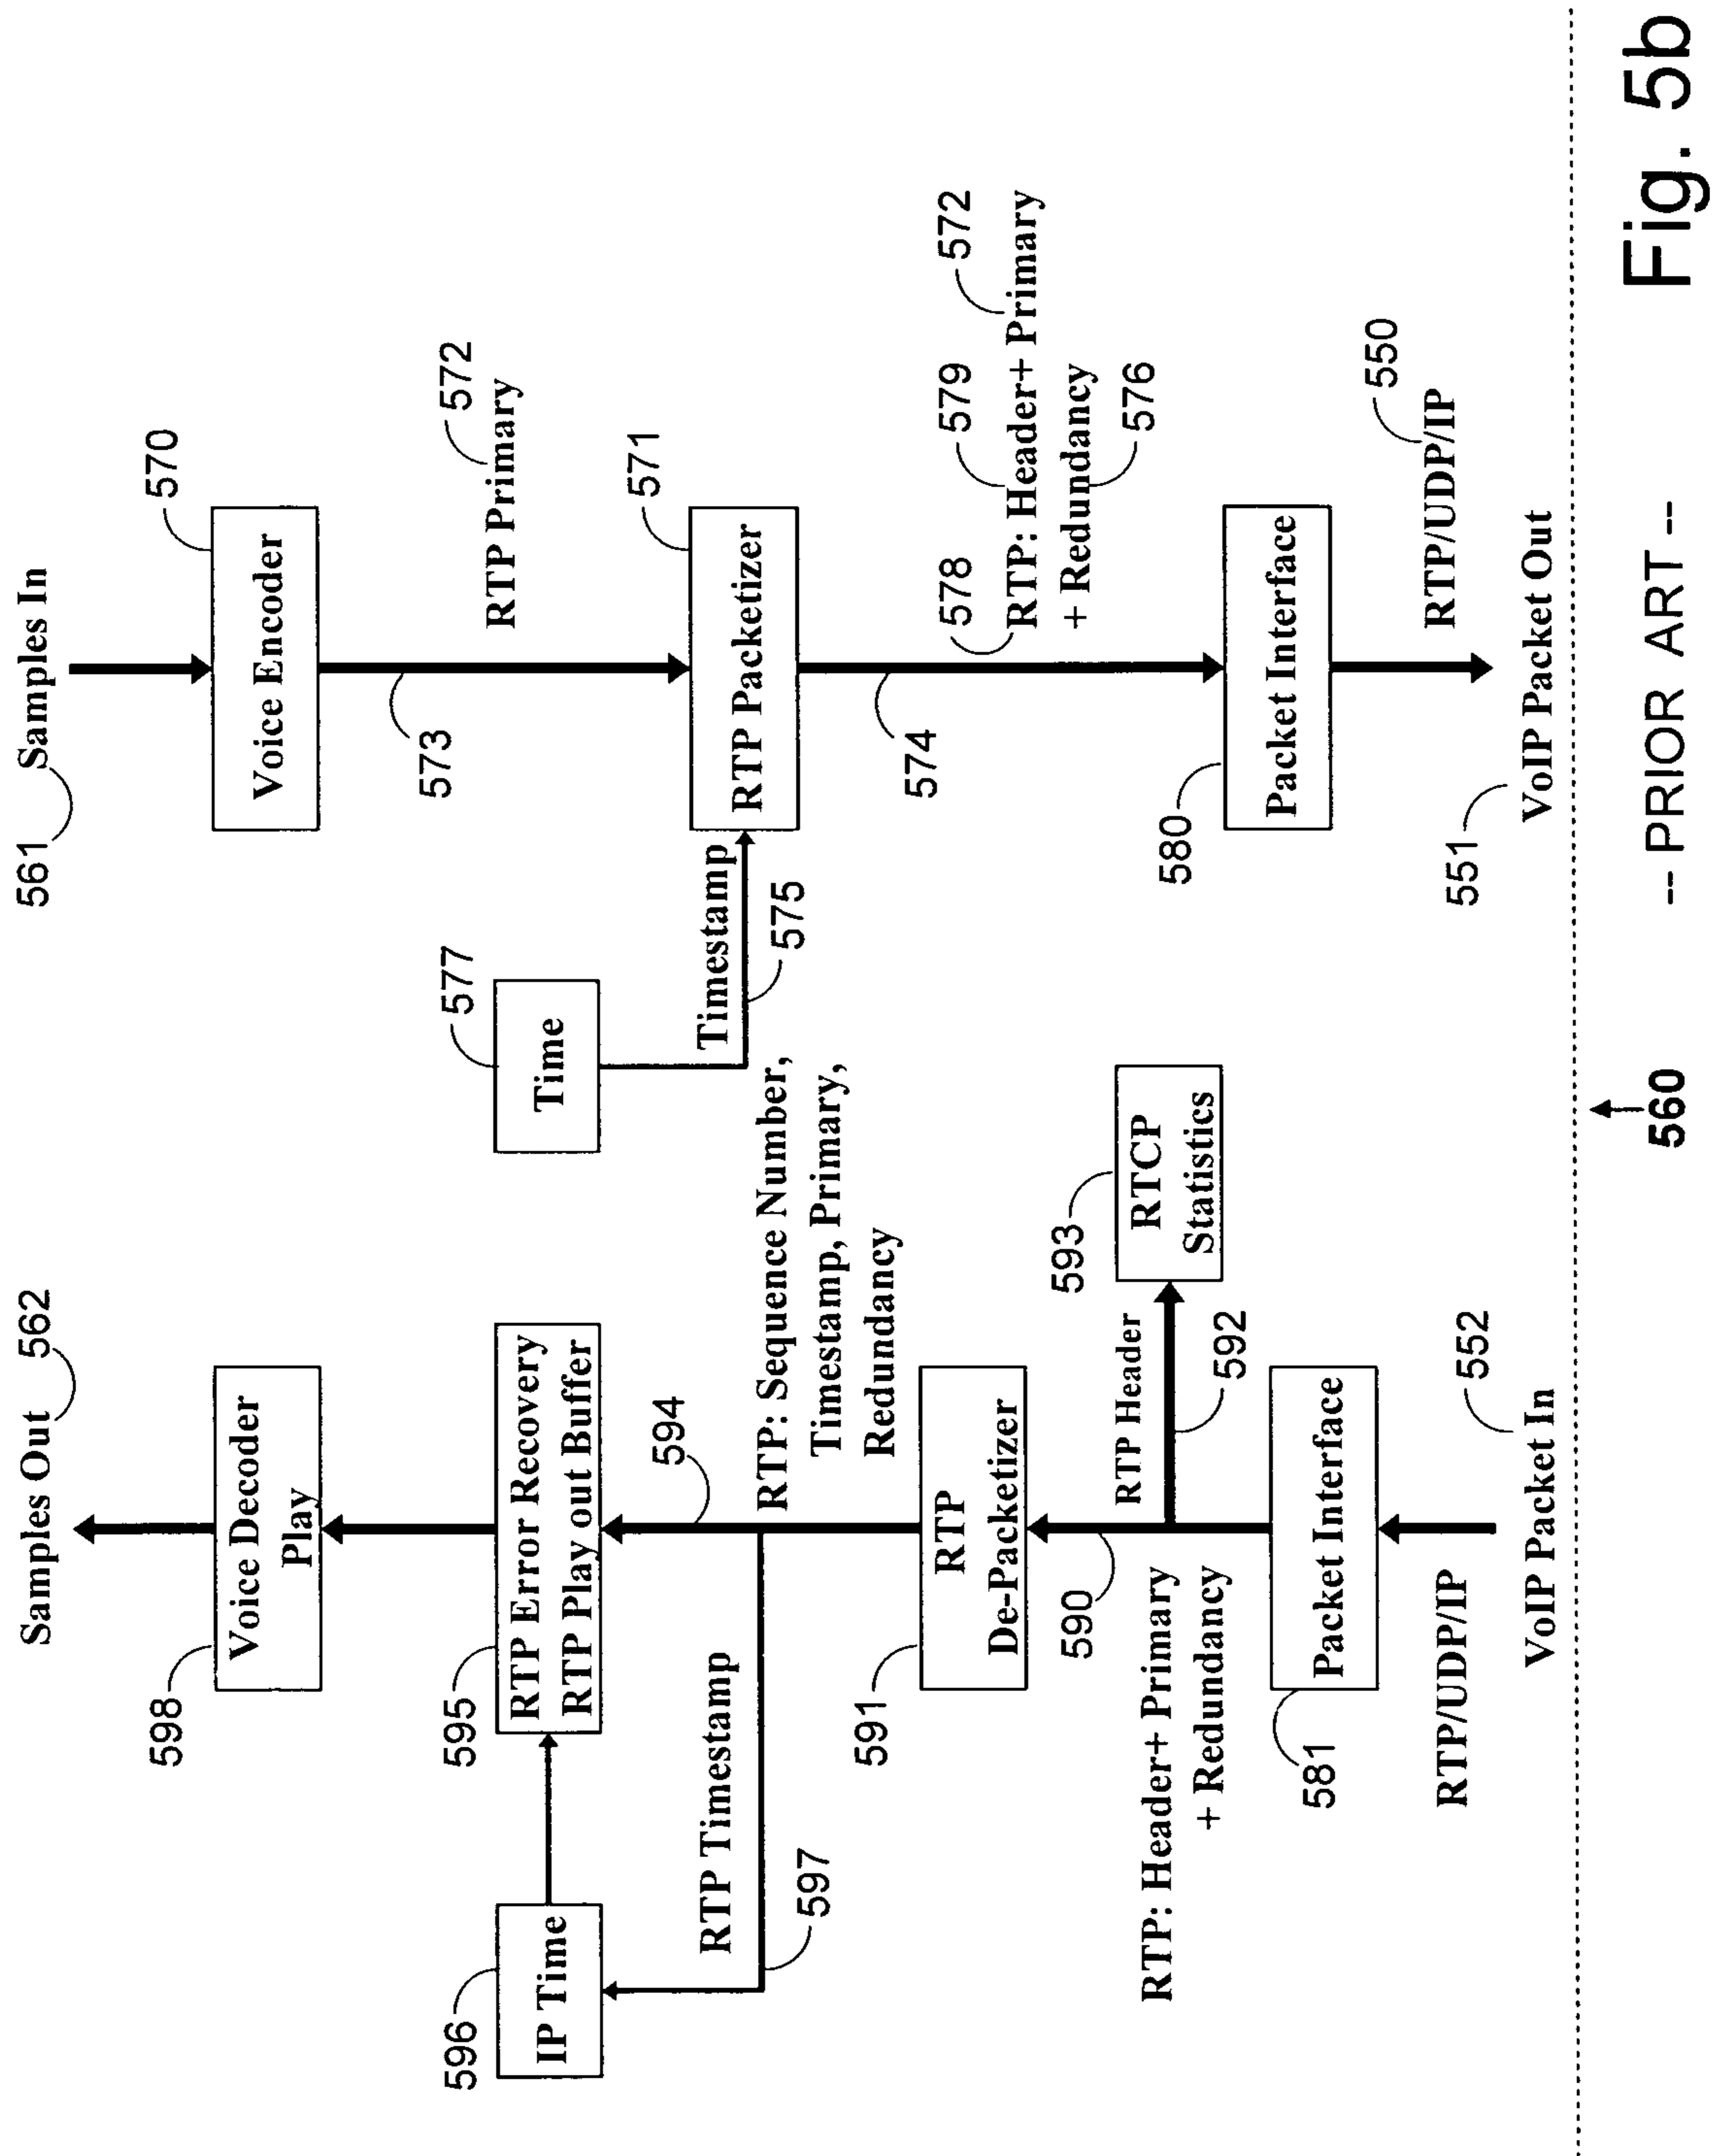 Samples Out 562
598
Voice Decoder
Play
596
IP Time
595
RTP Error Recovery
RTP Play out Buffer
RTP Timestamp
597
594
RTP: Sequence Number,
Timestamp, Primary,
Redundancy
591
RTP
De-Packetizer
RTP: Header+ Primary
+ Redundancy
590
RTP Header
592
593
RTCP
Statistics
581
Packet Interface
RTP/UDP/IP
552
VoIP Packet In
561 Samples In
570
Voice Encoder
573
572
RTP Primary
577
Time
Timestamp
575
571
RTP Packetizer
574
578
579
572
RTP: Header+ Primary
+ Redundancy
576
580
Packet Interface
550
RTP/UDP/IP
551
VoIP Packet Out
560
-- PRIOR ART --
Fig. 5b